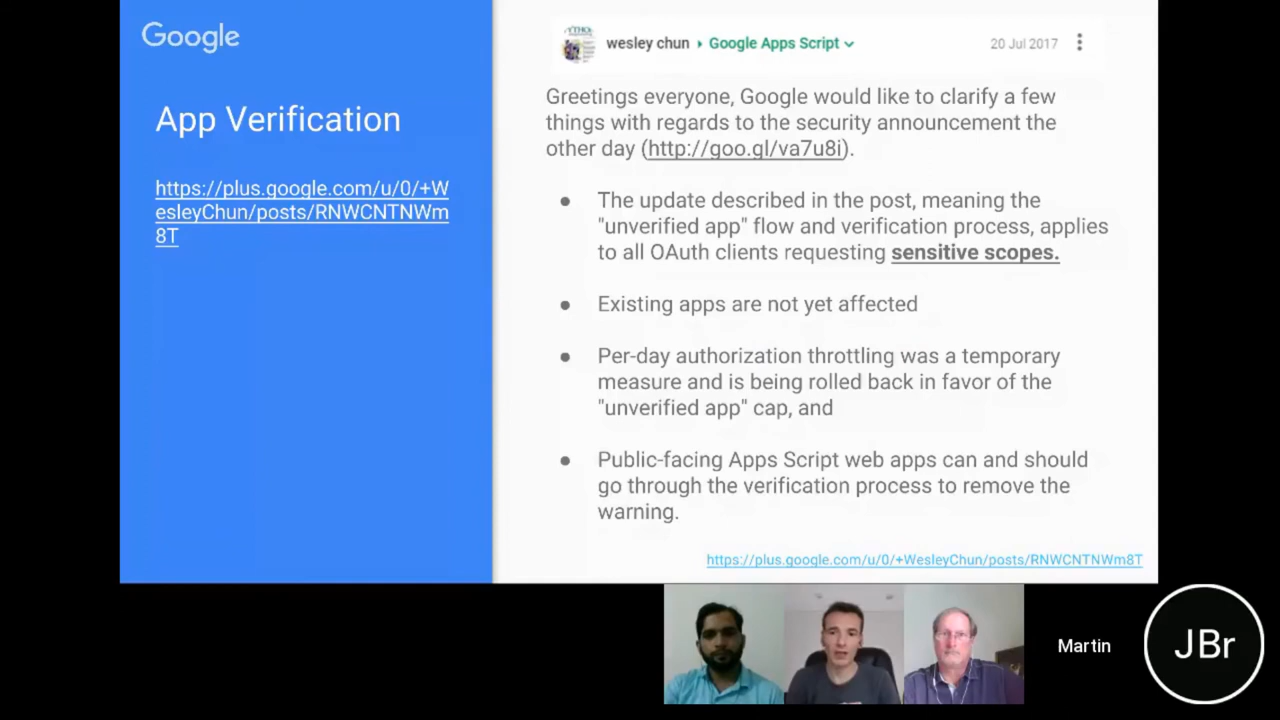 Google
App Verification
https://plus.google.com/u/0/+W
esleyChun/posts/RNWCNTNWm
8T
wesley chun ▸ Google Apps Script
20 Jul 2017
Greetings everyone, Google would like to clarify a few
things with regards to the security announcement the
other day (http://goo.gl/va7u8i).
● The update described in the post, meaning the
"unverified app" flow and verification process, applies
to all OAuth clients requesting sensitive scopes.
● Existing apps are not yet affected
● Per-day authorization throttling was a temporary
measure and is being rolled back in favor of the
"unverified app" cap, and
● Public-facing Apps Script web apps can and should
go through the verification process to remove the
warning.
https://plus.google.com/u/0/+WesleyChun/posts/RNWCNTNWm8T
Martin
JBr